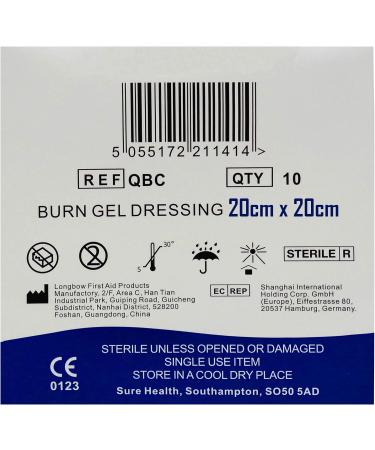 5 055172 211414 >
REF QBC QTY 10
BURN GEL DRESSING 20cm x 20cm
2 5 30° STERILE R
Longbow First Aid Products
Manufactory, 2/F, Area C, Han Tian
Industrial Park, Guiping Road, Guicheng
Subdistrict, Nanhai District, 528200
Foshan, Guangdong, China
EC REP
Shanghai International
Holding Corp. GmbH
(Europe), Eiffestrasse 80,
20537 Hamburg, Germany.
CE
0123
STERILE UNLESS OPENED OR DAMAGED
SINGLE USE ITEM
STORE IN A COOL DRY PLACE
Sure Health, Southampton, SO50 5AD